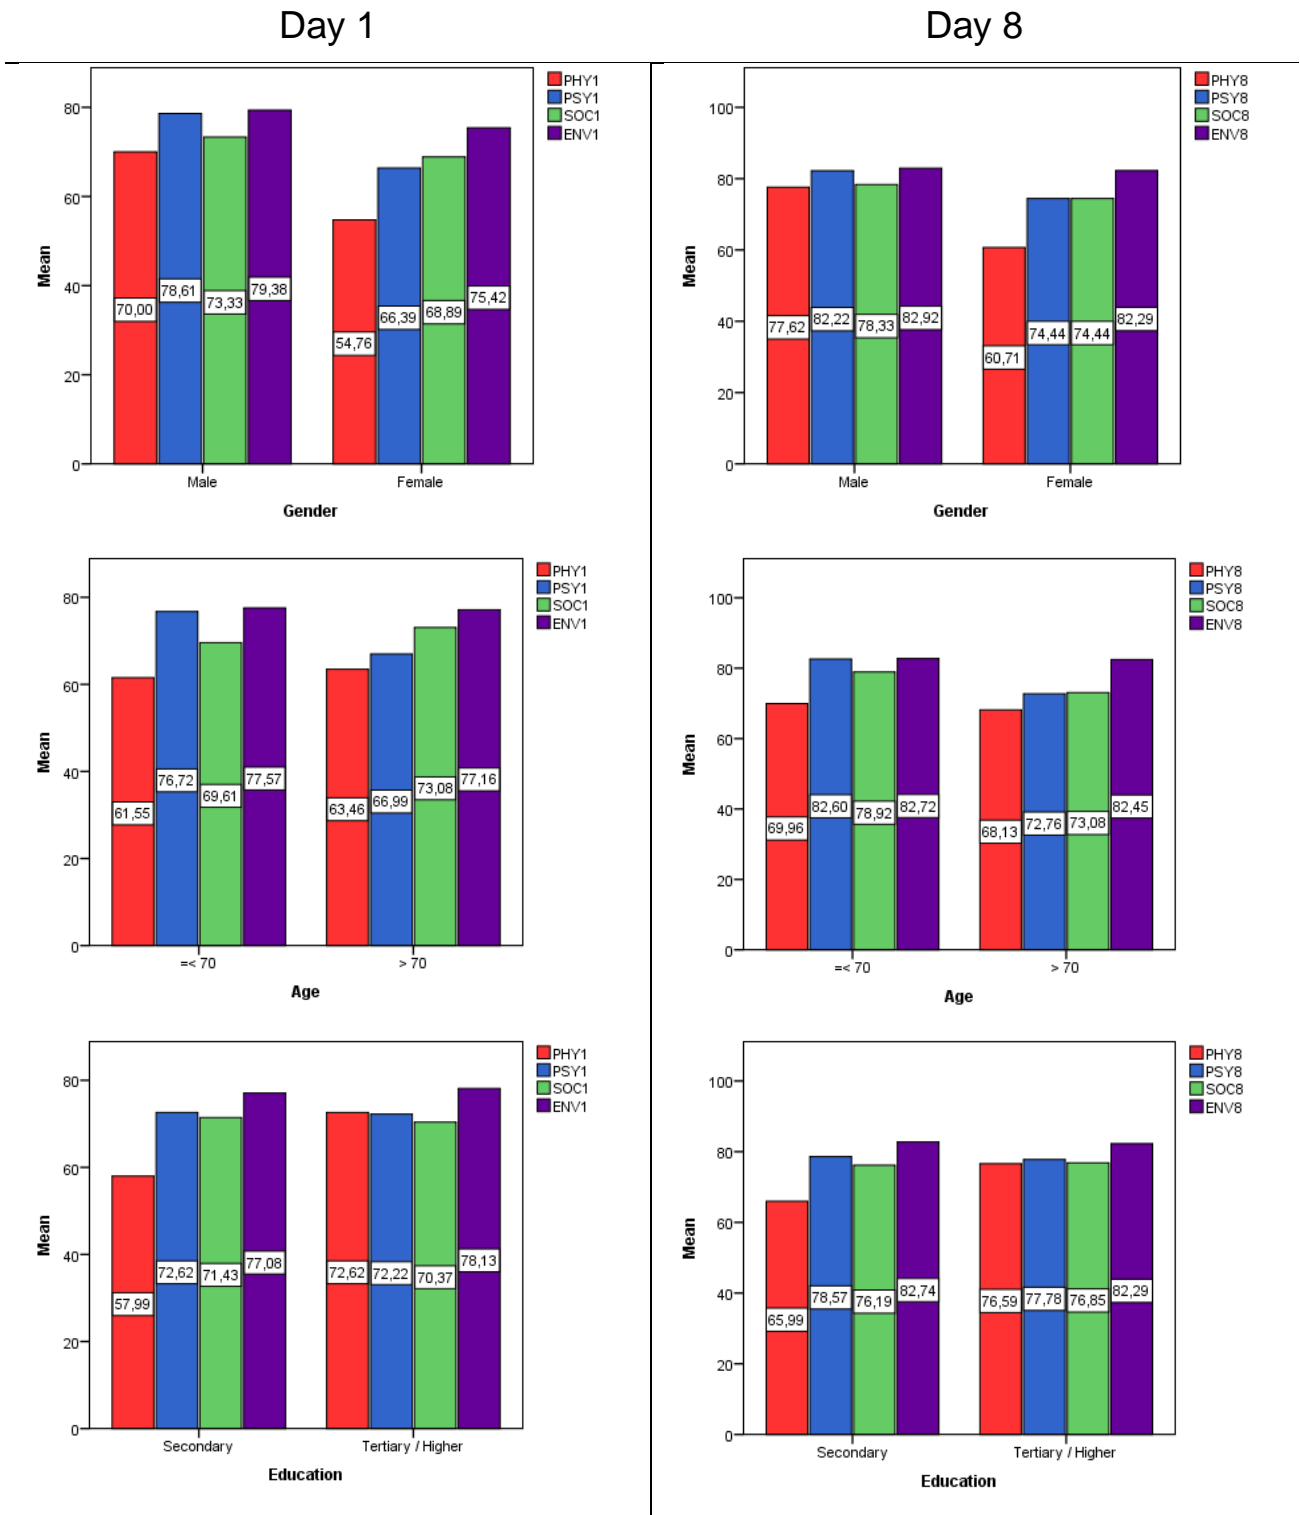 Day 1
Day 8
PHY1
PSY1
SOC1
ENV1
Mean
80
60
40
20
0
70,00
78,61
73,33
79,38
54,76
66,39
68,89
75,42
Male
Female
Gender
PHY8
PSY8
SOC8
ENV8
Mean
100
80
60
40
20
0
77,62
82,22
78,33
82,92
60,71
74,44
74,44
82,29
Male
Female
Gender
PHY1
PSY1
SOC1
ENV1
Mean
80
60
40
20
0
61,55
76,72
69,61
77,57
63,46
66,99
73,08
77,16
=< 70
> 70
Age
PHY8
PSY8
SOC8
ENV8
Mean
100
80
60
40
20
0
69,96
82,60
78,92
82,72
68,13
72,76
73,08
82,45
=< 70
> 70
Age
PHY1
PSY1
SOC1
ENV1
Mean
80
60
40
20
0
57,99
72,62
71,43
77,08
72,62
72,22
70,37
78,13
Secondary
Tertiary / Higher
Education
PHY8
PSY8
SOC8
ENV8
Mean
100
80
60
40
20
0
65,99
78,57
76,19
82,74
76,59
77,78
76,85
82,29
Secondary
Tertiary / Higher
Education